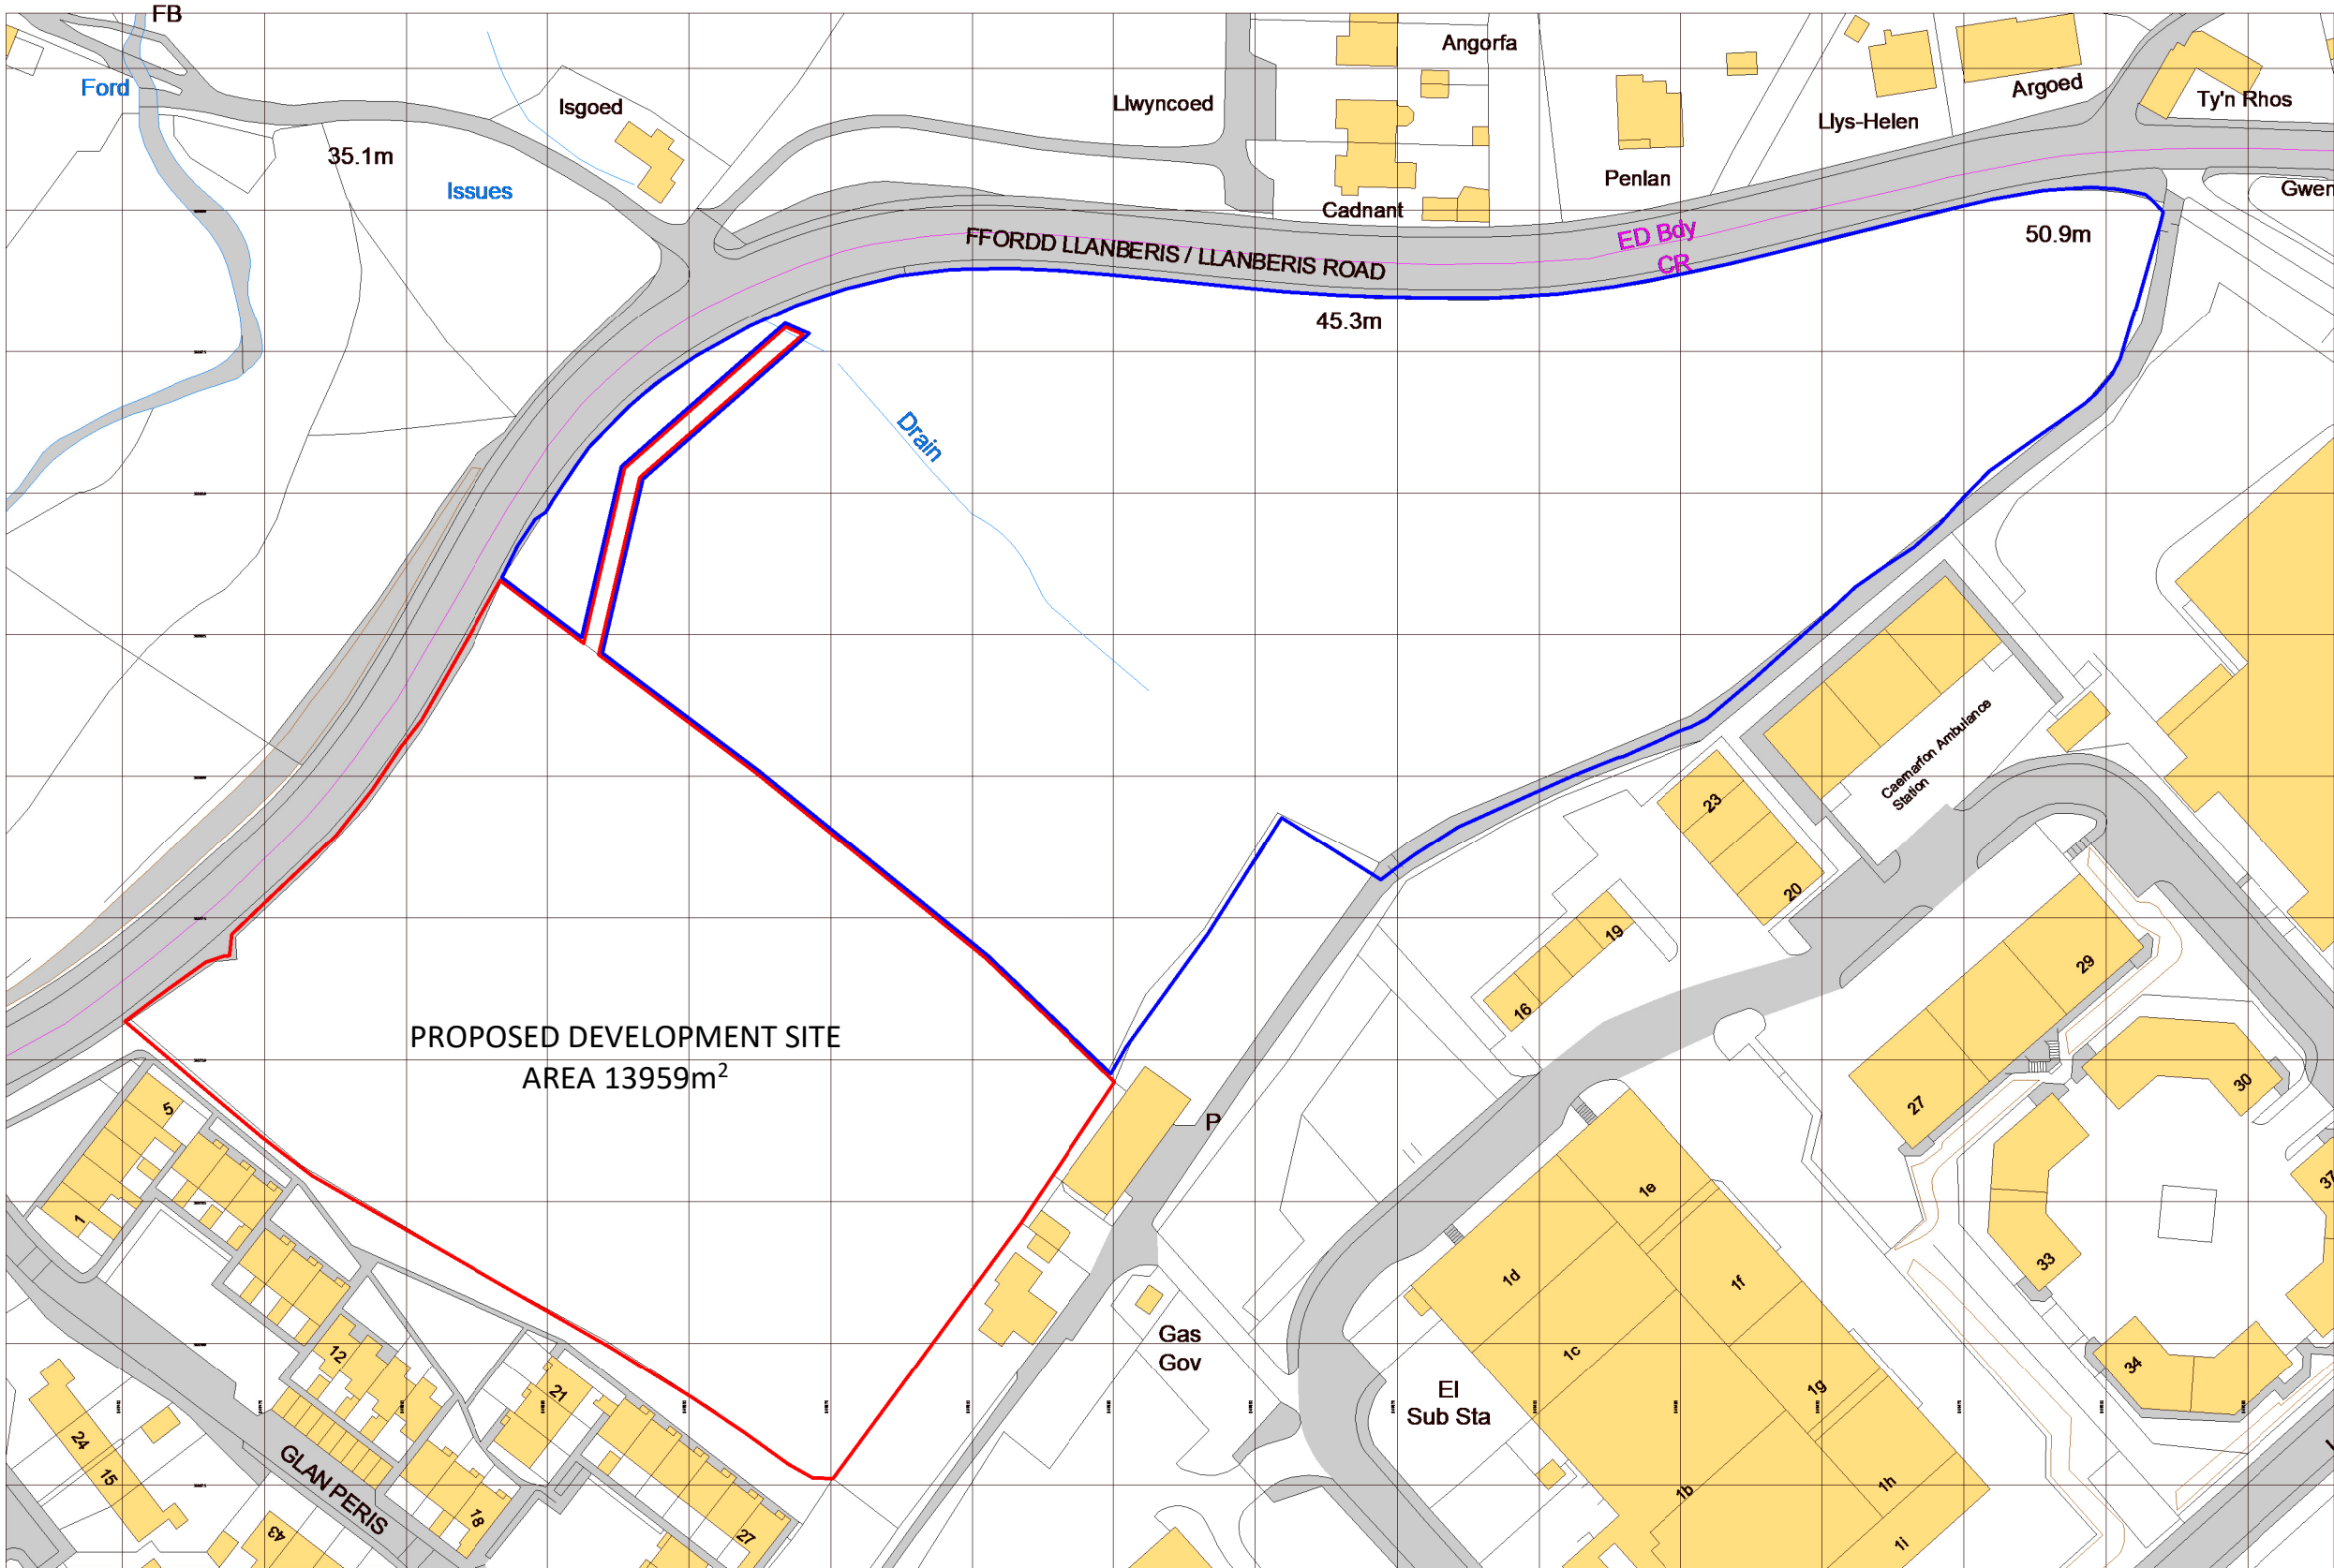 FB
Ford
35.1m
Issues
Isgoed
Llwyncoed
Angorfa
Cadnant
Penlan
Llys-Helen
Argoed
Ty'n Rhos
Gwer
50.9m
FFORDD LLANBERIS / LLANBERIS ROAD
ED Bdy
CR
45.3m
Drain
Caernarfon Ambulance
Station
23
20
19
16
29
27
30
33
34
37
PROPOSED DEVELOPMENT SITE
AREA 13959m²
P
5
1
12
21
24
15
GLAN PERIS
18
43
27
Gas
Gov
El
Sub Sta
1e
1d
1f
1c
1g
1b
1h
1i